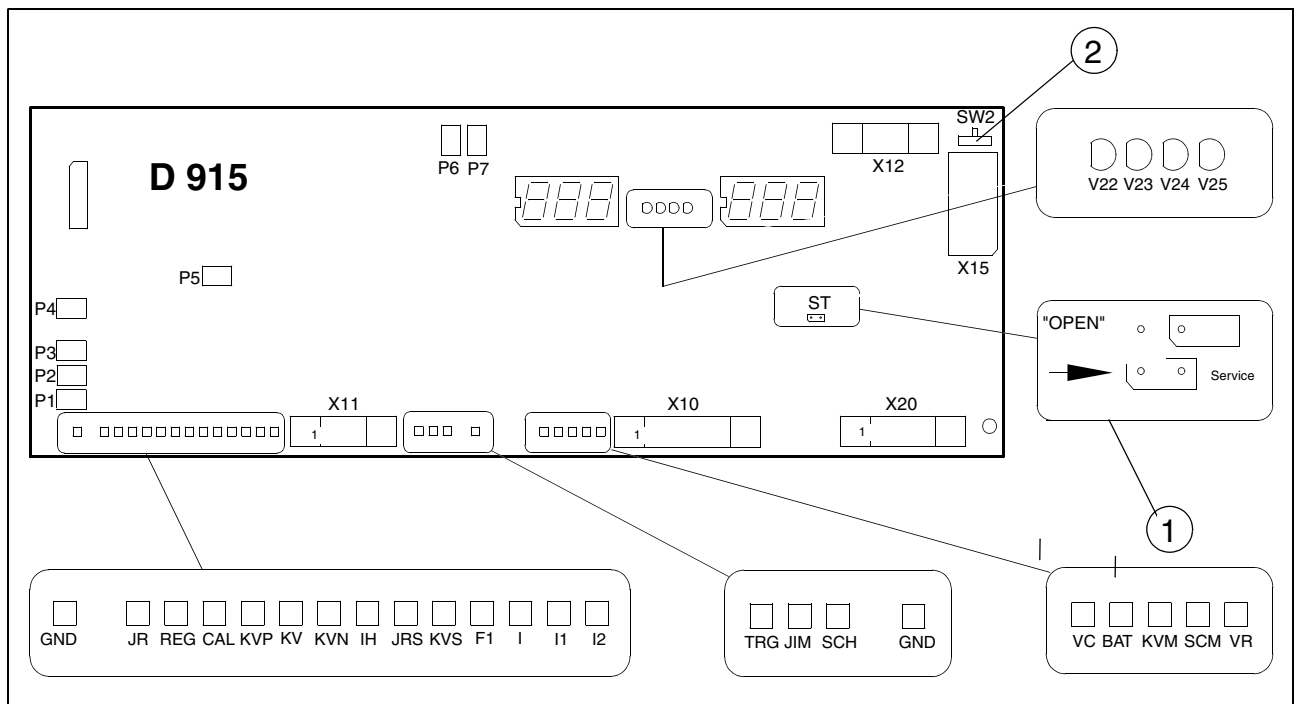 2
SW2
P6 P7
X12
D 915
V22 V23 V24 V25
X15
P5
ST
P4
"OPEN"
P3
P2
Service
P1
X11
X10
X20
1
1
1
1
GND JR REG CAL KVP KV KVN IH JRS KVS F1 I I1 I2
TRG JIM SCH GND
VC BAT KVM SCM VR